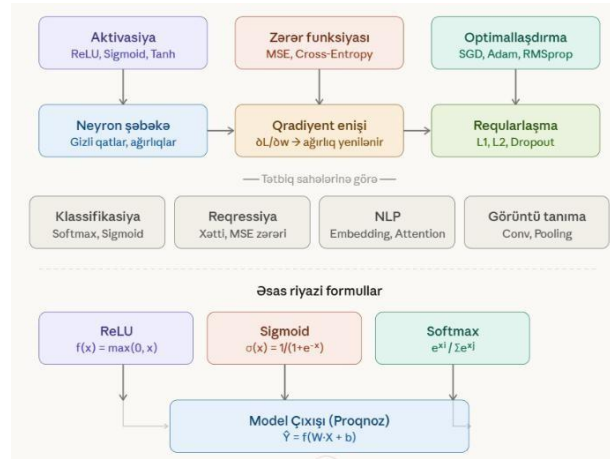 Aktivasiya
ReLU, Sigmoid, Tanh
Zərər funksiyası
MSE, Cross-Entropy
Optimallaşdırma
SGD, Adam, RMSprop
Neyron şəbəkə
Gizli qatlar, ağırlıqlar
Qradiyent enişi
∂L/∂w → ağırlıq yenilənir
Reqularlaşma
L1, L2, Dropout
— Tətbiq sahələrinə görə —
Klassifikasiya
Softmax, Sigmoid
Reqressiya
Xətti, MSE zərəri
NLP
Embedding, Attention
Görüntü tanıma
Conv, Pooling
Əsas riyazi formullar
ReLU
f(x) = max(0, x)
Sigmoid
σ(x) = 1/(1+e⁻ˣ)
Softmax
eˣⁱ / Σeˣʲ
Model Çıxışı (Proqnoz)
Ŷ = f(W·X + b)